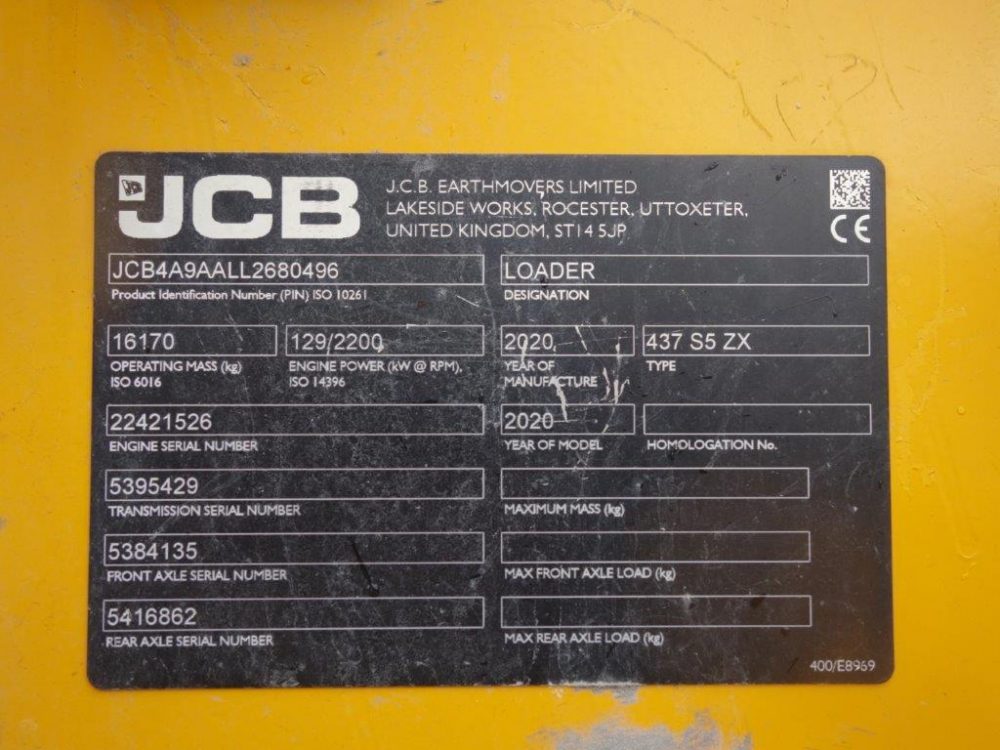 JCB
J.C.B. EARTHMOVERS LIMITED
LAKESIDE WORKS, ROCESTER, UTTOXETER,
UNITED KINGDOM, ST14 5JP
CE
JCB4A9AALL2680496
Product Identification Number (PIN) ISO 10261
LOADER
DESIGNATION
16170
OPERATING MASS (kg)
ISO 6016
129/2200
ENGINE POWER (kW @ RPM),
ISO 14396
2020
YEAR OF
MANUFACTURE
437 S5 ZX
TYPE
22421526
ENGINE SERIAL NUMBER
2020
YEAR OF MODEL
HOMOLOGATION No.
5395429
TRANSMISSION SERIAL NUMBER
MAXIMUM MASS (kg)
5384135
FRONT AXLE SERIAL NUMBER
MAX FRONT AXLE LOAD (kg)
5416862
REAR AXLE SERIAL NUMBER
MAX REAR AXLE LOAD (kg)
400/E8969